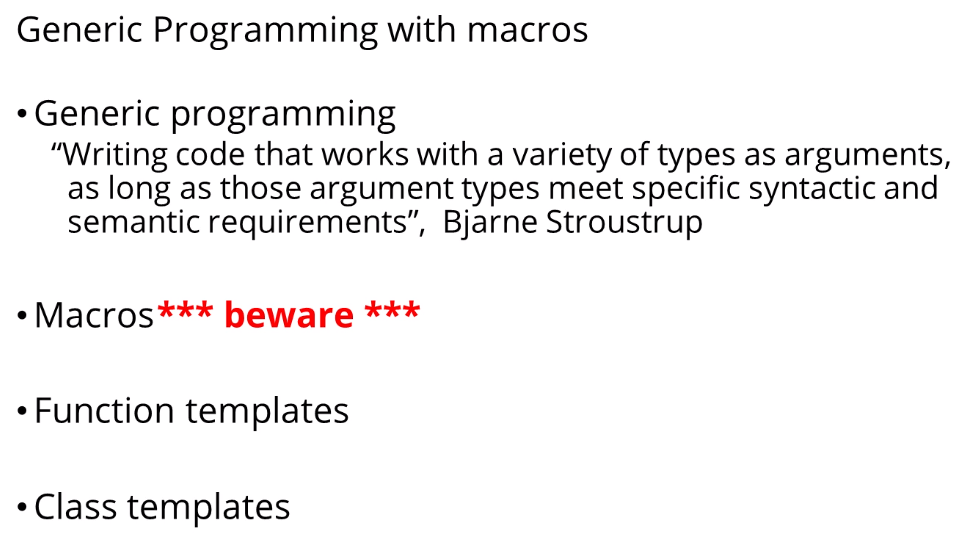 Generic Programming with macros
• Generic programming
“Writing code that works with a variety of types as arguments,
as long as those argument types meet specific syntactic and
semantic requirements”,  Bjarne Stroustrup
• Macros *** beware ***
• Function templates
• Class templates